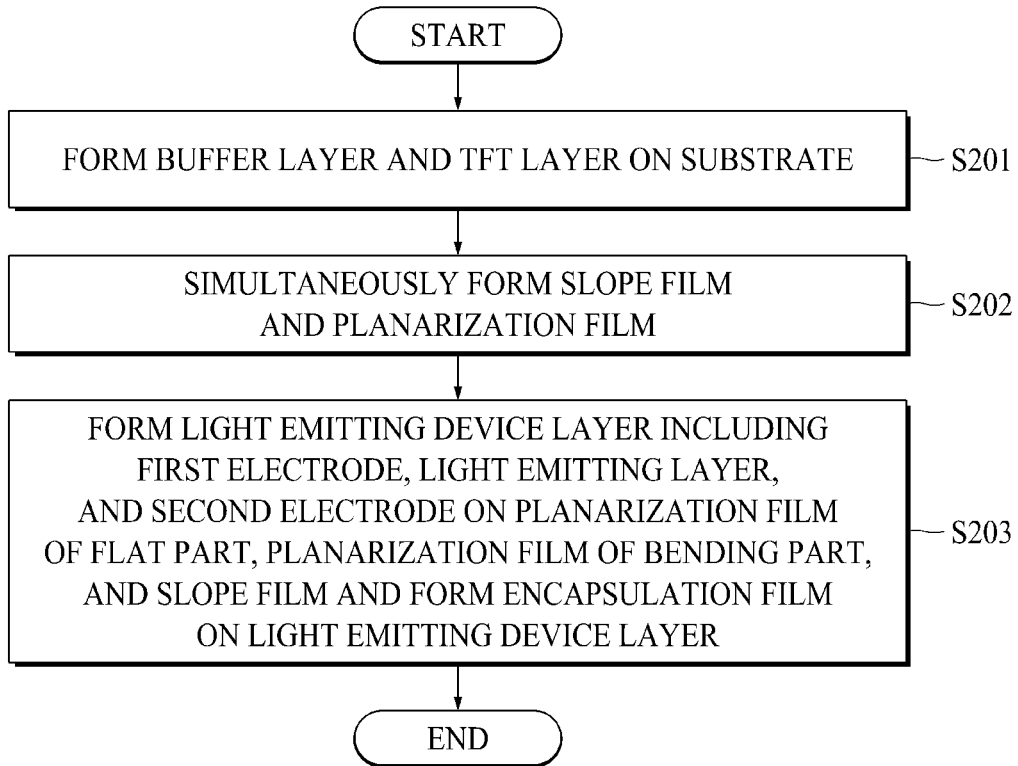 START
FORM BUFFER LAYER AND TFT LAYER ON SUBSTRATE
S201
SIMULTANEOUSLY FORM SLOPE FILM
AND PLANARIZATION FILM
S202
FORM LIGHT EMITTING DEVICE LAYER INCLUDING
FIRST ELECTRODE, LIGHT EMITTING LAYER,
AND SECOND ELECTRODE ON PLANARIZATION FILM
OF FLAT PART, PLANARIZATION FILM OF BENDING PART,
AND SLOPE FILM AND FORM ENCAPSULATION FILM
ON LIGHT EMITTING DEVICE LAYER
S203
END